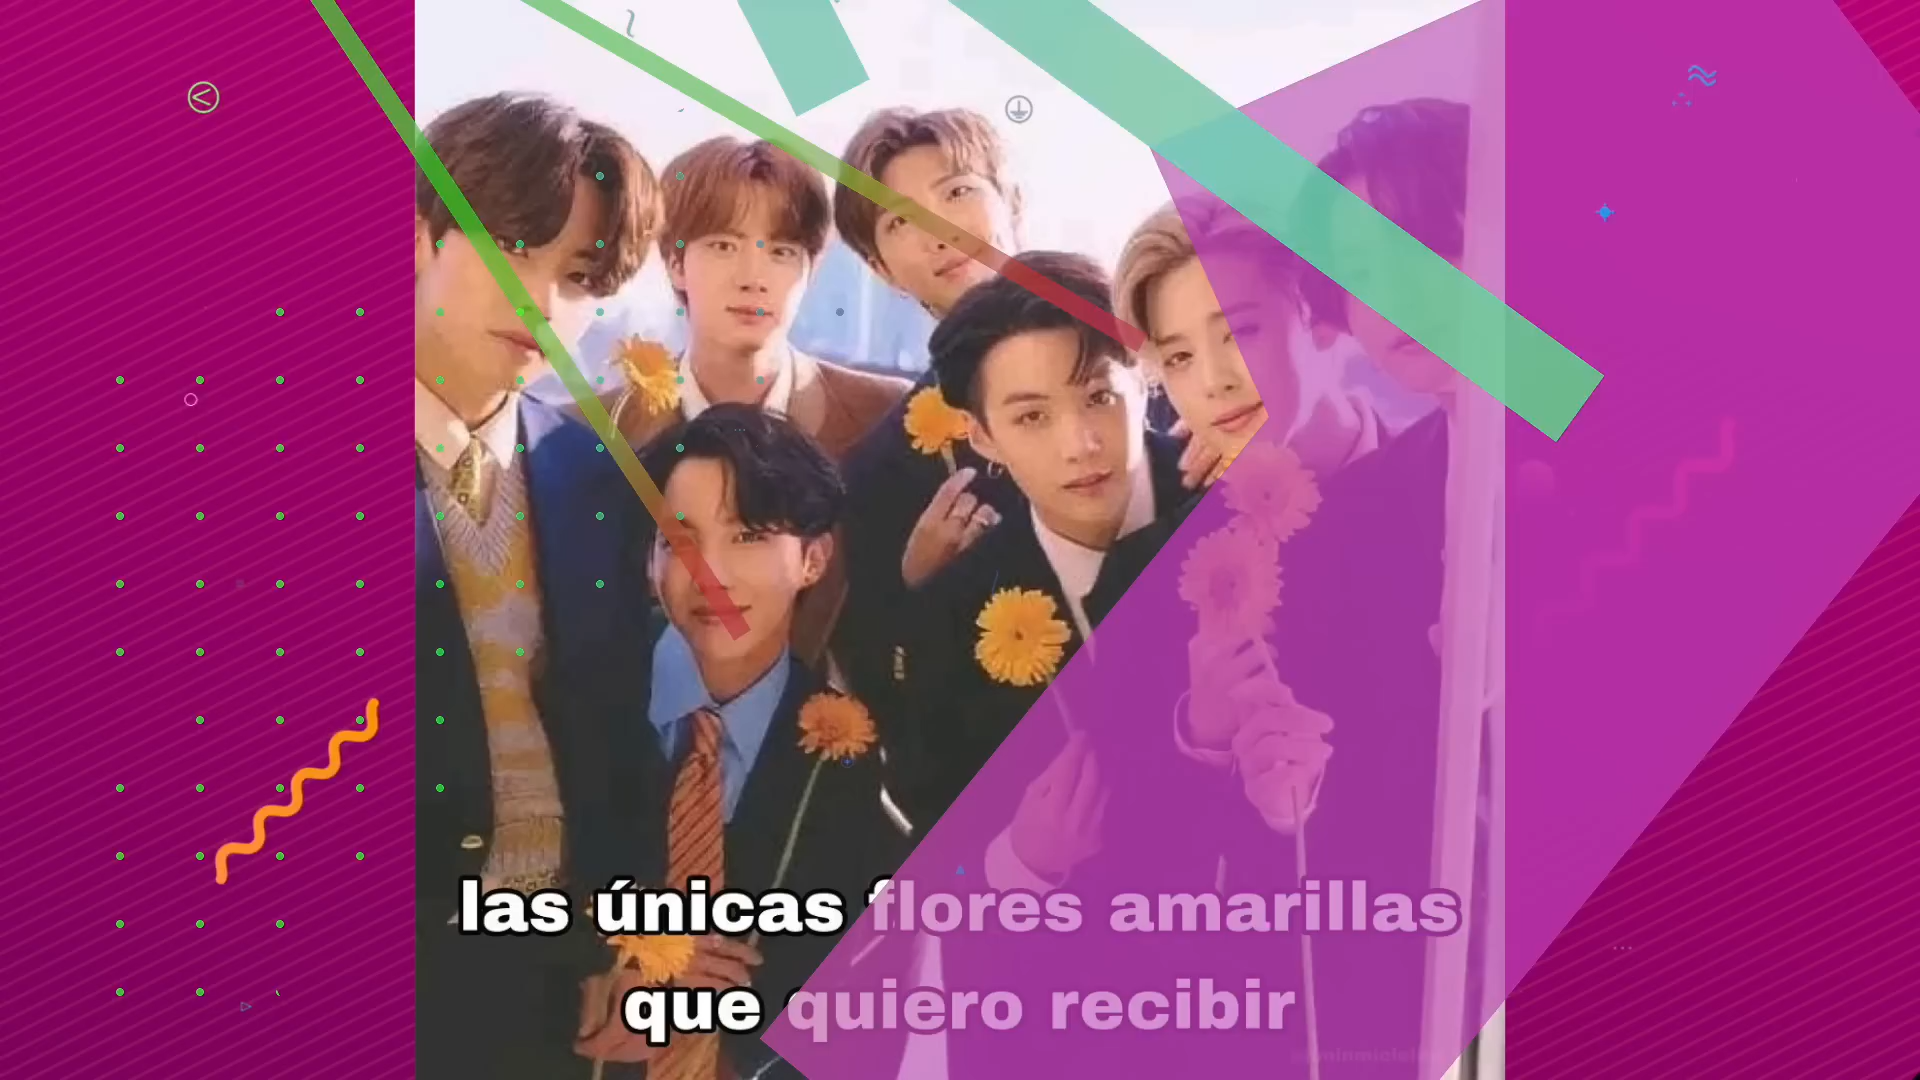 las únicas flores amarillas
que quiero recibir